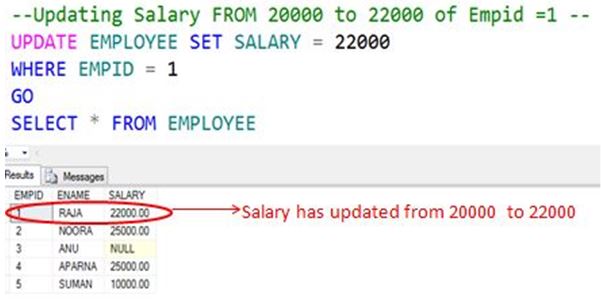 --Updating Salary FROM 20000 to 22000 of Empid =1 --
UPDATE EMPLOYEE SET SALARY = 22000
WHERE EMPID = 1
GO
SELECT * FROM EMPLOYEE
Results Messages
EMPID ENAME SALARY
1 RAJA 22000.00 Salary has updated from 20000 to 22000
2 NOORA 25000.00
3 ANU NULL
4 APARNA 25000.00
5 SUMAN 10000.00